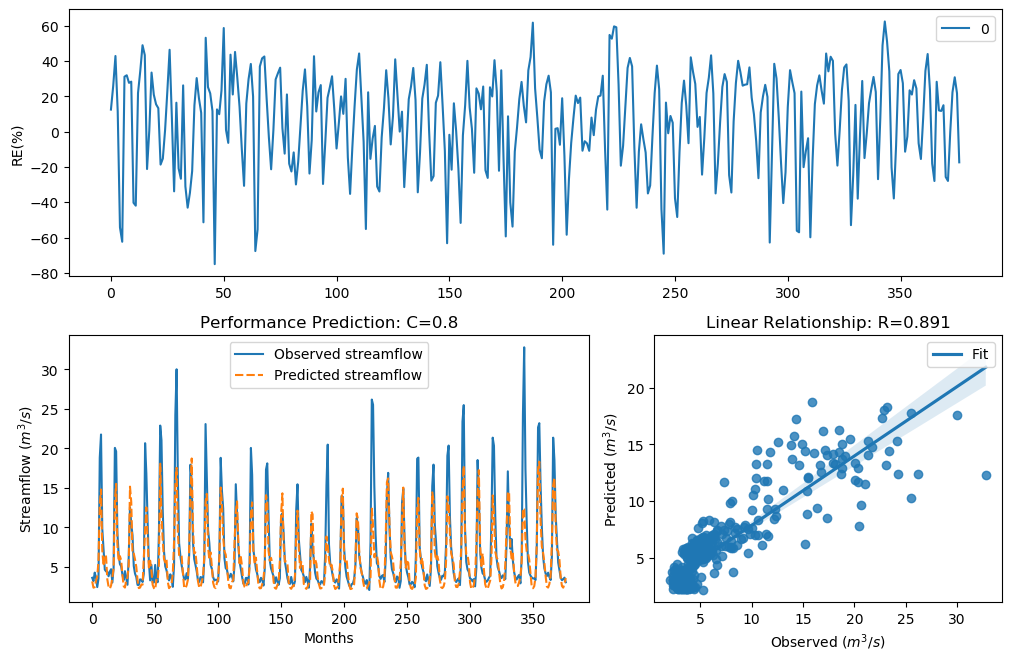 60
40
20
0
−20
−40
−60
−80
RE(%)
0
0 50 100 150 200 250 300 350
Performance Prediction: C=0.8
Observed streamflow
Predicted streamflow
30
25
20
15
10
5
Streamflow (m³/s)
0 50 100 150 200 250 300 350
Months
Linear Relationship: R=0.891
Fit
20
15
10
5
Predicted (m³/s)
5 10 15 20 25 30
Observed (m³/s)